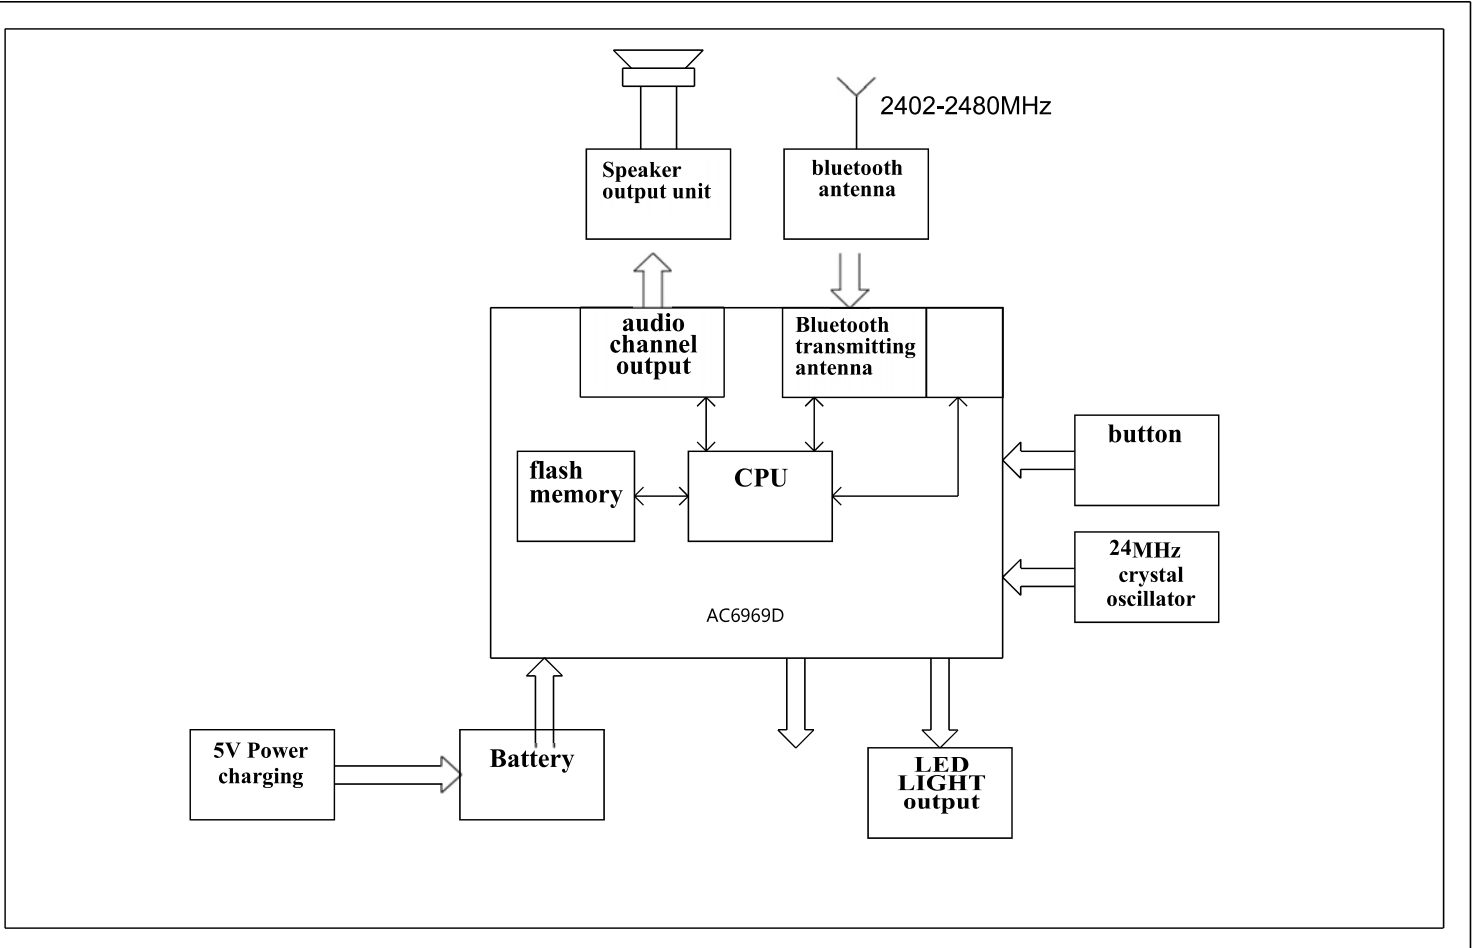 2402-2480MHz
Speaker
output unit
bluetooth
antenna
audio
channel
output
Bluetooth
transmitting
antenna
button
flash
memory
CPU
24MHz
crystal
oscillator
AC6969D
5V Power
charging
Battery
LED
LIGHT
output